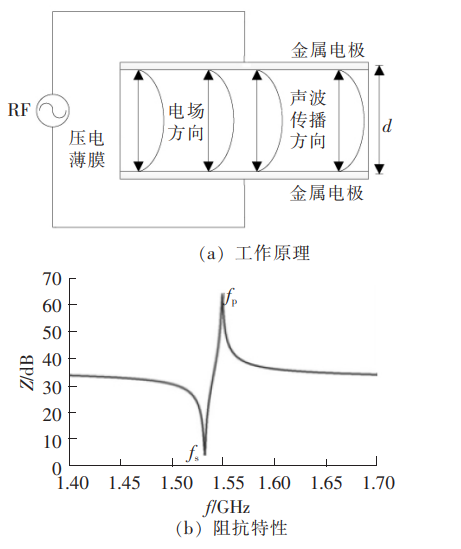 金属电极
RF
电场
方向
声波
传播
方向
d
压电
薄膜
金属电极
(a) 工作原理
70
60
50
40
30
20
10
0
Z/dB
fp
fs
1.40 1.45 1.50 1.55 1.60 1.65 1.70
f/GHz
(b) 阻抗特性